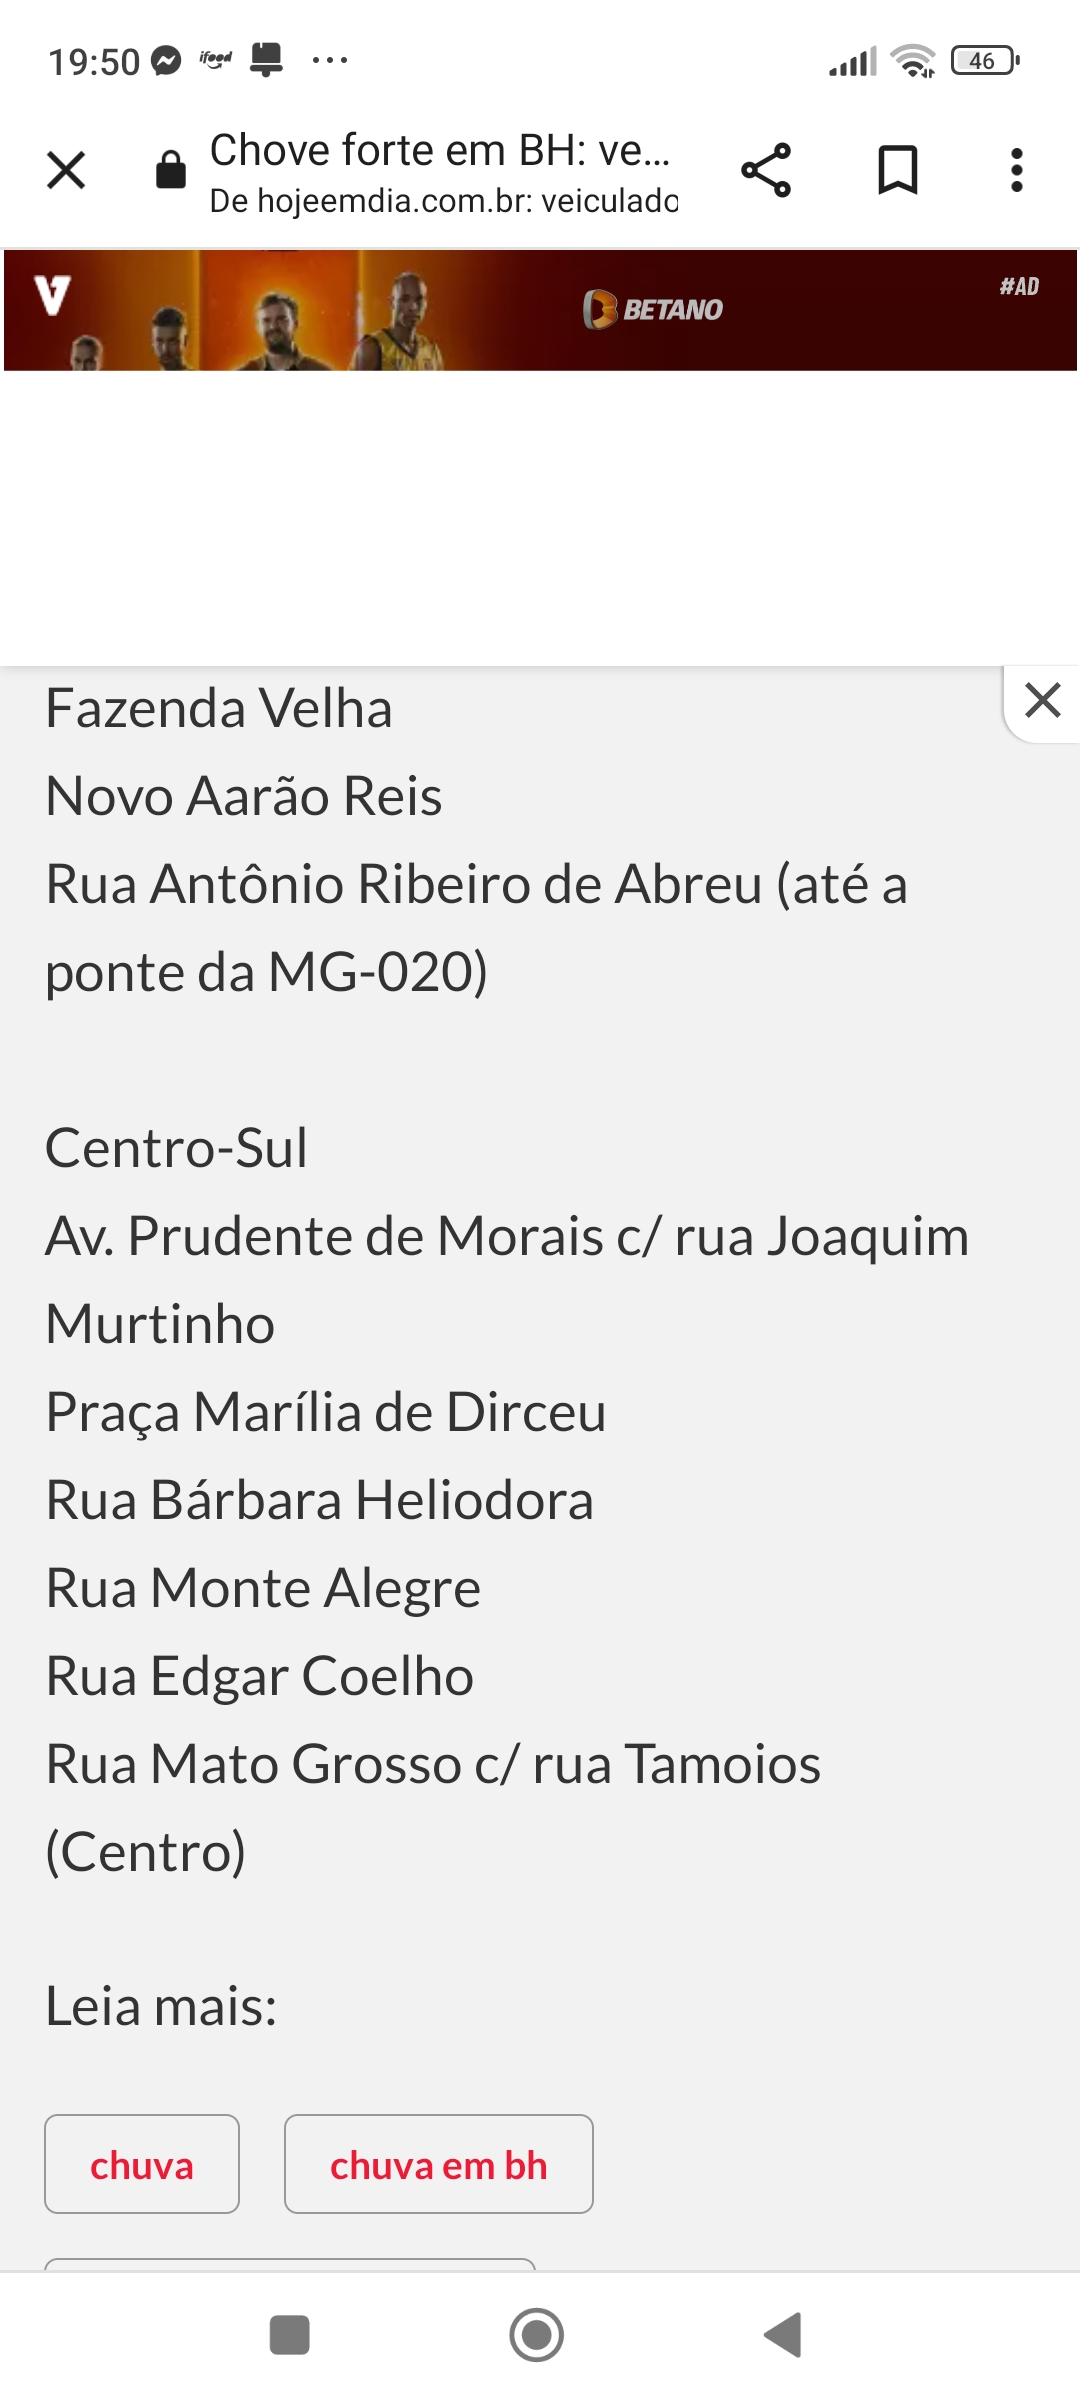 19:50 ifood ... 46
Chove forte em BH: ve...
De hojeemdia.com.br: veiculado
V BETANO #AD
Fazenda Velha
Novo Aarão Reis
Rua Antônio Ribeiro de Abreu (até a
ponte da MG-020)
Centro-Sul
Av. Prudente de Morais c/ rua Joaquim
Murtinho
Praça Marília de Dirceu
Rua Bárbara Heliodora
Rua Monte Alegre
Rua Edgar Coelho
Rua Mato Grosso c/ rua Tamoios
(Centro)
Leia mais:
chuva chuva em bh